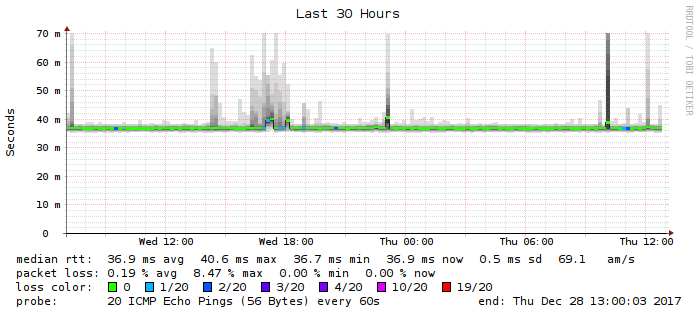 Last 30 Hours
RRDTOOL / TOBI OETIKER
Seconds
70 m
60 m
50 m
40 m
30 m
20 m
10 m
0
Wed 12:00 Wed 18:00 Thu 00:00 Thu 06:00 Thu 12:00
median rtt: 36.9 ms avg 40.6 ms max 36.7 ms min 36.9 ms now 0.5 ms sd 69.1 am/s
packet loss: 0.19 % avg 8.47 % max 0.00 % min 0.00 % now
loss color: 0 1/20 2/20 3/20 4/20 10/20 19/20
probe: 20 ICMP Echo Pings (56 Bytes) every 60s end: Thu Dec 28 13:00:03 2017